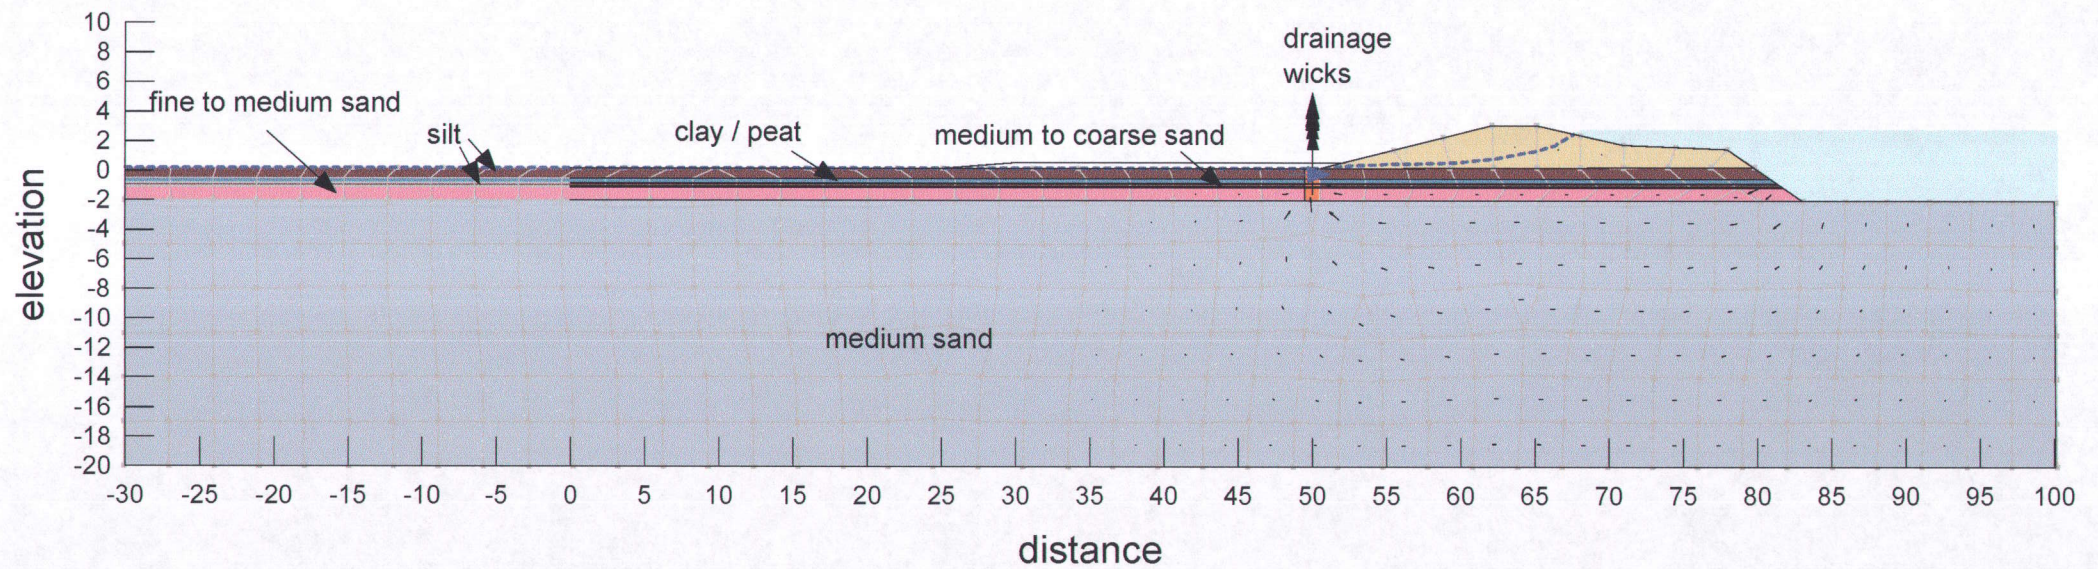 10
8
6
4
2
0
-2
-4
-6
-8
-10
-12
-14
-16
-18
-20
elevation
drainage
wicks
fine to medium sand
silt
clay / peat
medium to coarse sand
medium sand
-30 -25 -20 -15 -10 -5 0 5 10 15 20 25 30 35 40 45 50 55 60 65 70 75 80 85 90 95 100
distance